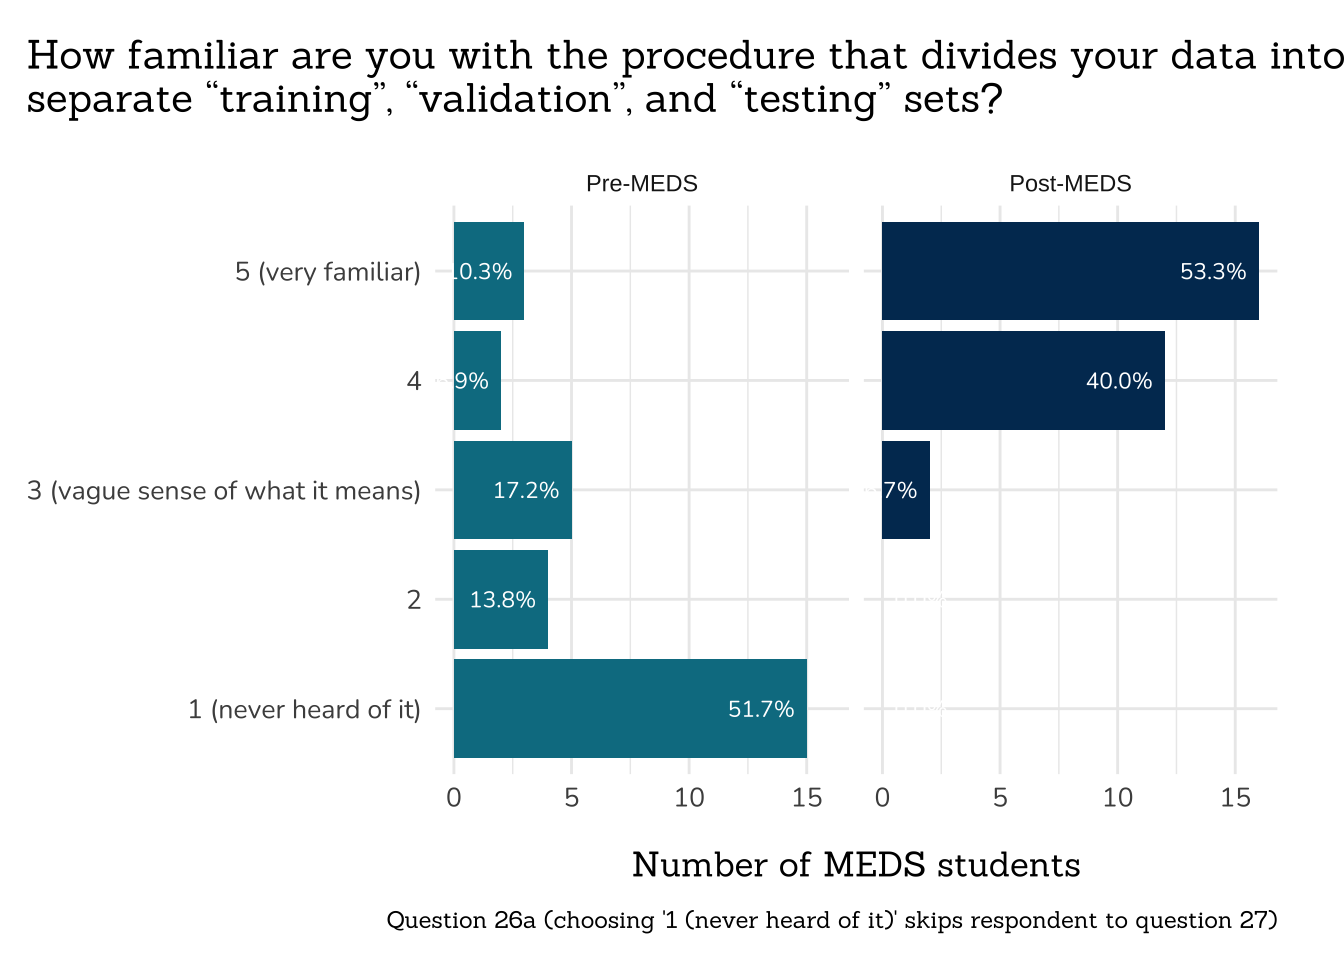 How familiar are you with the procedure that divides your data into
separate “training”, “validation”, and “testing” sets?
Pre-MEDS
Post-MEDS
5 (very familiar)
10.3%
53.3%
4
9%
40.0%
3 (vague sense of what it means)
17.2%
7%
2
13.8%
1 (never heard of it)
51.7%
0 5 10 15
0 5 10 15
Number of MEDS students
Question 26a (choosing '1 (never heard of it)' skips respondent to question 27)